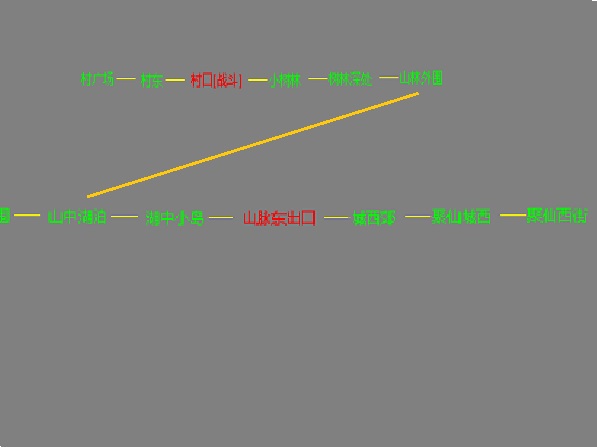 村广场 村东 村口[战斗] 小树林 树林深处 山林外围
围 山中湖泊 湖中小岛 山脉东出口 城西郊 聚仙城西 聚仙西街